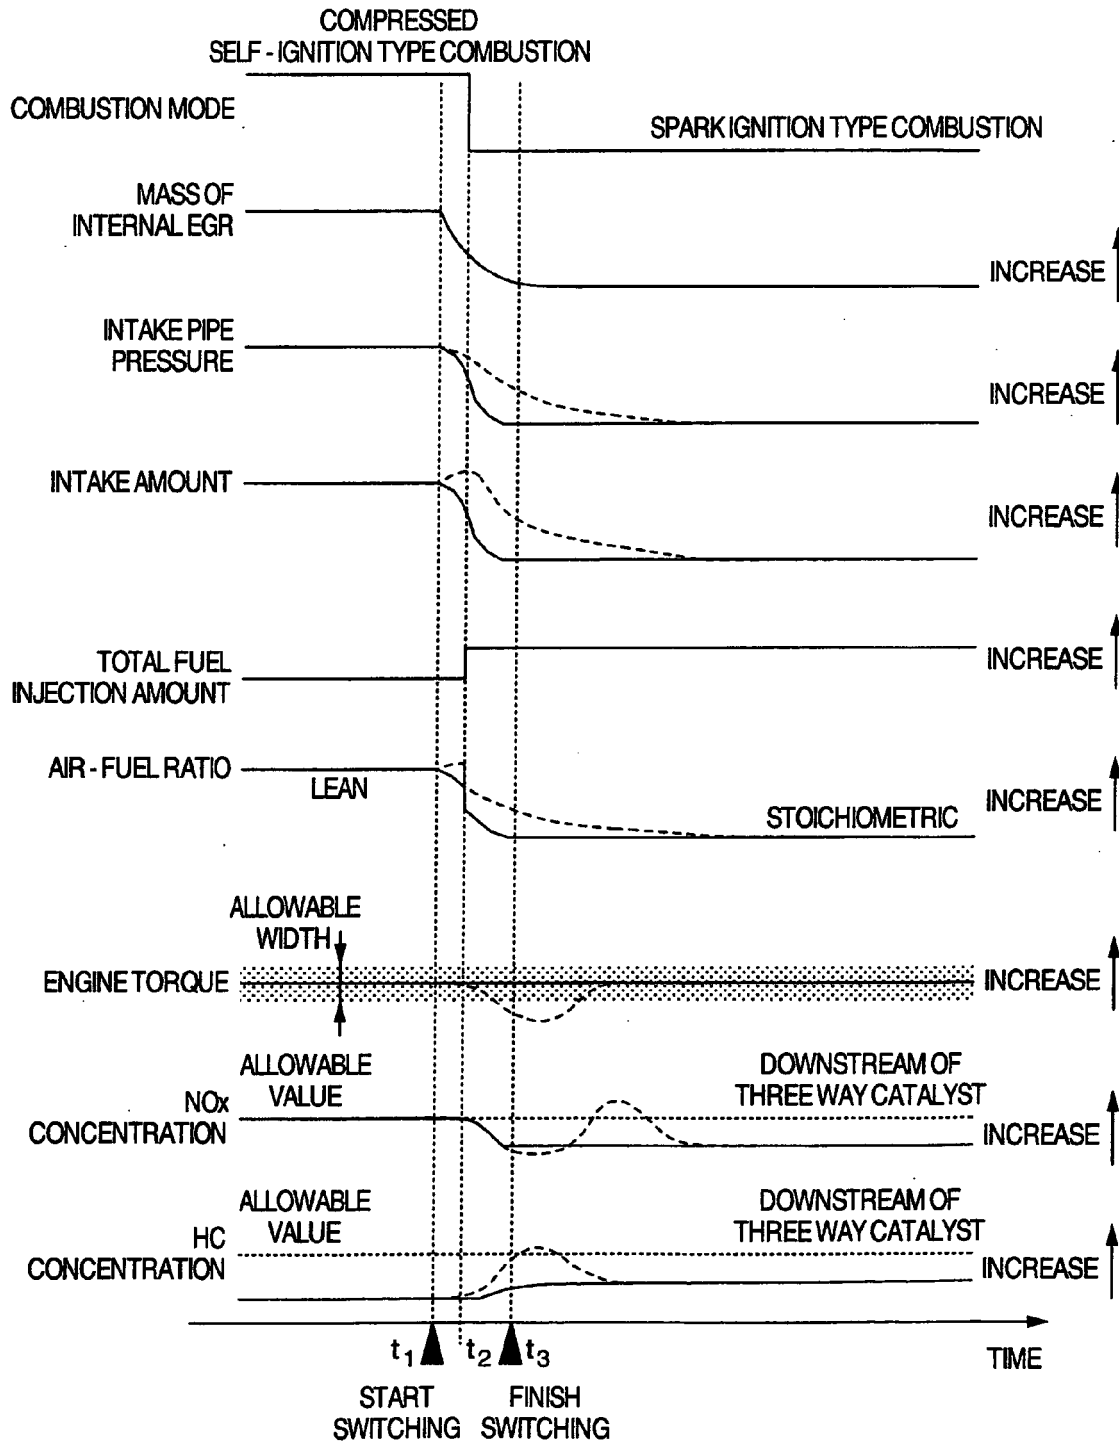 COMPRESSED
SELF - IGNITION TYPE COMBUSTION
COMBUSTION MODE
SPARK IGNITION TYPE COMBUSTION
MASS OF
INTERNAL EGR
INCREASE
INTAKE PIPE
PRESSURE
INCREASE
INTAKE AMOUNT
INCREASE
TOTAL FUEL
INJECTION AMOUNT
INCREASE
AIR - FUEL RATIO
LEAN
STOICHIOMETRIC
INCREASE
ALLOWABLE
WIDTH
ENGINE TORQUE
INCREASE
ALLOWABLE
VALUE
DOWNSTREAM OF
THREE WAY CATALYST
NOx
CONCENTRATION
INCREASE
ALLOWABLE
VALUE
DOWNSTREAM OF
THREE WAY CATALYST
HC
CONCENTRATION
INCREASE
t1 t2 t3
TIME
START
SWITCHING
FINISH
SWITCHING